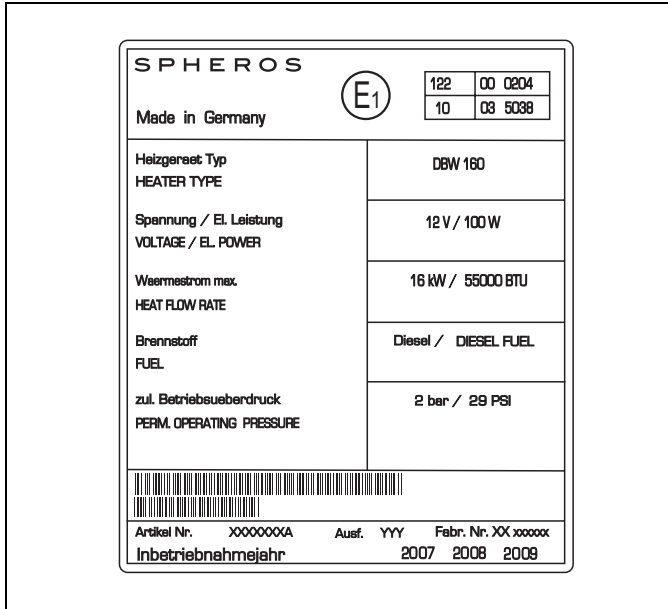 SPHEROS
E1
122 00 0204
10 03 5038
Made in Germany
Heizgeraet Typ
HEATER TYPE
DBW 160
Spannung / El. Leistung
VOLTAGE / EL. POWER
12 V / 100 W
Waermestrom max.
HEAT FLOW RATE
16 kW / 55000 BTU
Brennstoff
FUEL
Diesel / DIESEL FUEL
zul. Betriebsueberdruck
PERM. OPERATING PRESSURE
2 bar / 29 PSI
Artikel Nr. XXXXXXXA Ausf. YYY Fabr. Nr. XX xxxxxx
Inbetriebnahmejahr 2007 2008 2009